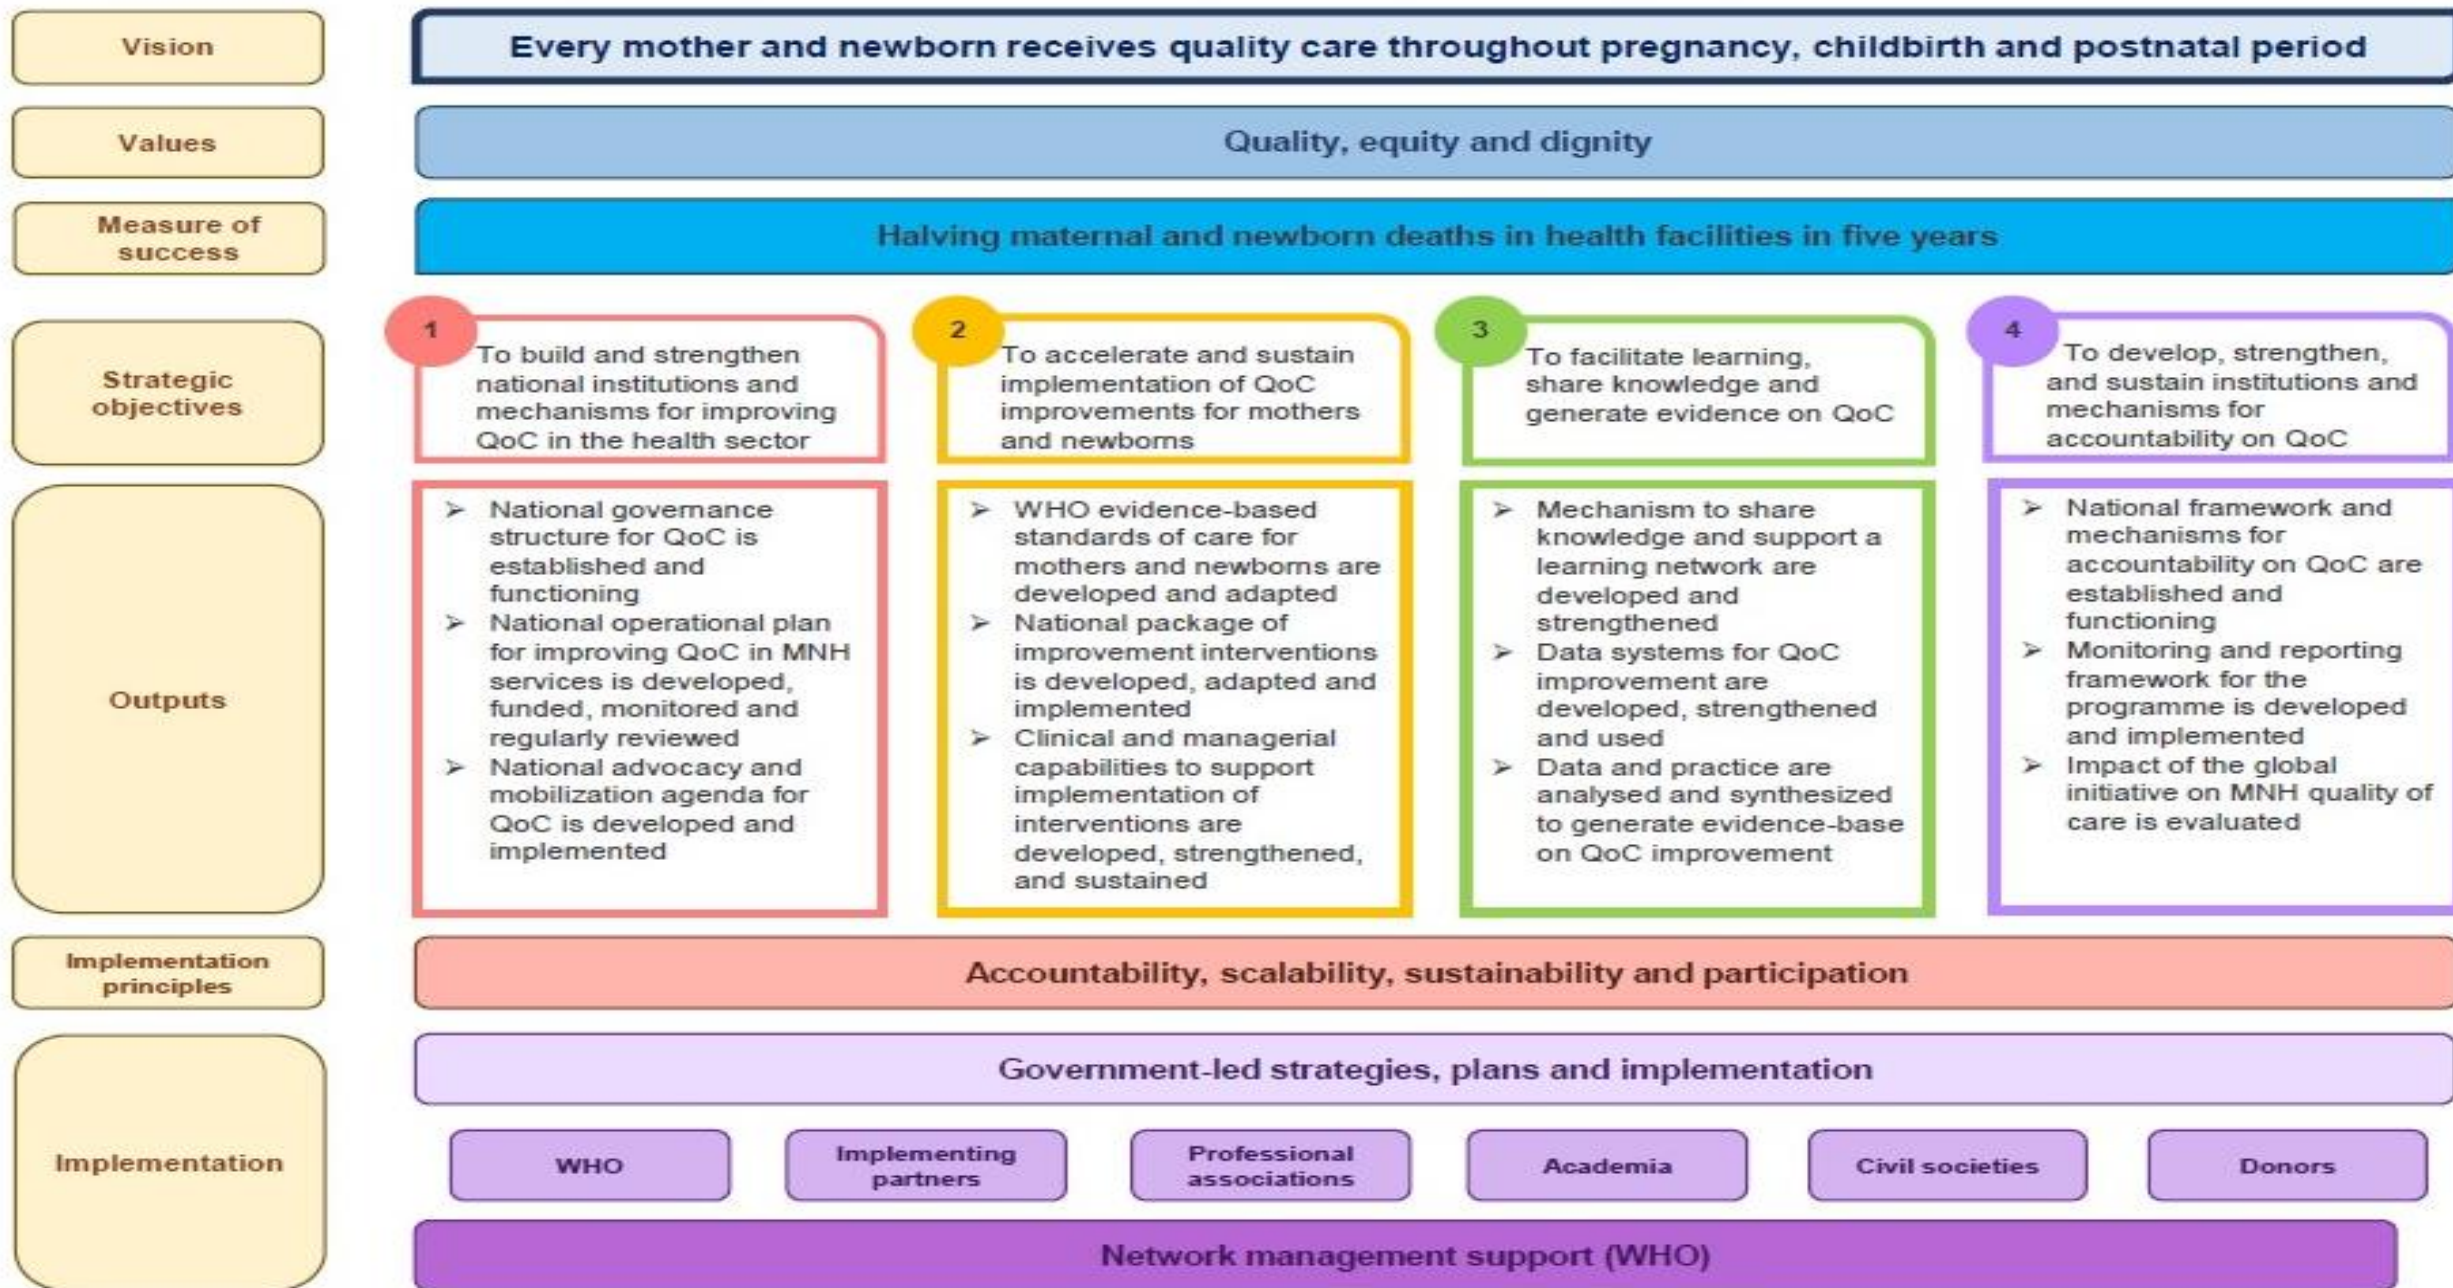 Vision
Every mother and newborn receives quality care throughout pregnancy, childbirth and postnatal period
Values
Quality, equity and dignity
Measure of
success
Halving maternal and newborn deaths in health facilities in five years
Strategic
objectives
1
To build and strengthen
national institutions and
mechanisms for improving
QoC in the health sector
2
To accelerate and sustain
implementation of QoC
improvements for mothers
and newborns
3
To facilitate learning,
share knowledge and
generate evidence on QoC
4
To develop, strengthen,
and sustain institutions and
mechanisms for
accountability on QoC
Outputs
➢ National governance
structure for QoC is
established and
functioning
➢ National operational plan
for improving QoC in MNH
services is developed,
funded, monitored and
regularly reviewed
➢ National advocacy and
mobilization agenda for
QoC is developed and
implemented
➢ WHO evidence-based
standards of care for
mothers and newborns are
developed and adapted
➢ National package of
improvement interventions
is developed, adapted and
implemented
➢ Clinical and managerial
capabilities to support
implementation of
interventions are
developed, strengthened,
and sustained
➢ Mechanism to share
knowledge and support a
learning network are
developed and
strengthened
➢ Data systems for QoC
improvement are
developed, strengthened
and used
➢ Data and practice are
analysed and synthesized
to generate evidence-base
on QoC improvement
➢ National framework and
mechanisms for
accountability on QoC are
established and
functioning
➢ Monitoring and reporting
framework for the
programme is developed
and implemented
➢ Impact of the global
initiative on MNH quality of
care is evaluated
Implementation
principles
Accountability, scalability, sustainability and participation
Implementation
Government-led strategies, plans and implementation
WHO
Implementing
partners
Professional
associations
Academia
Civil societies
Donors
Network management support (WHO)